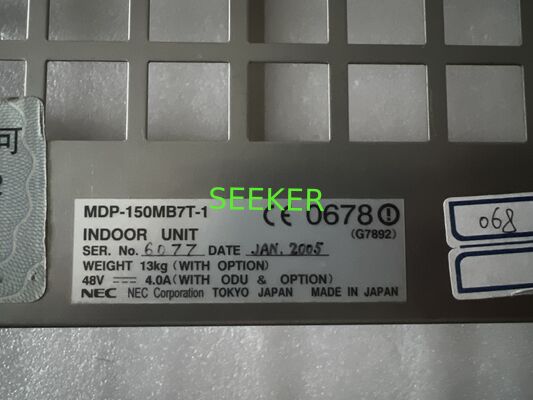 可
SEEKER
MDP-150MB7T-1 CE 0678
(G7892)
INDOOR UNIT
SER. No. 6077 DATE JAN. 2005
WEIGHT 13kg (WITH OPTION)
48V ⎓ 4.0A (WITH ODU & OPTION)
NEC NEC Corporation TOKYO JAPAN MADE IN JAPAN
068